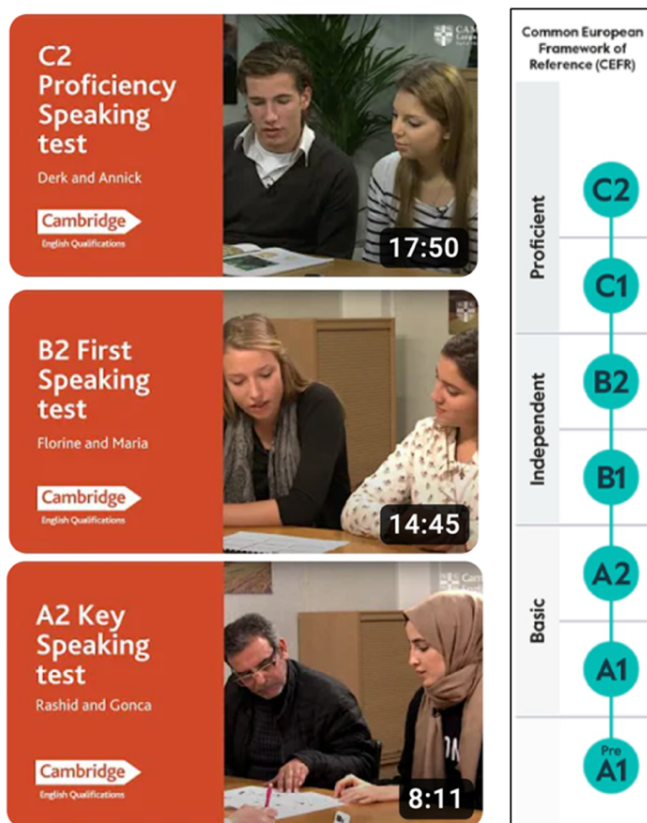 C2
Proficiency
Speaking
test
Derk and Annick
Cambridge
English Qualifications
17:50
B2 First
Speaking
test
Florine and Maria
Cambridge
English Qualifications
14:45
A2 Key
Speaking
test
Rashid and Gonca
Cambridge
English Qualifications
8:11
Common European
Framework of
Reference (CEFR)
Proficient
C2
C1
Independent
B2
B1
Basic
A2
A1
Pre
A1